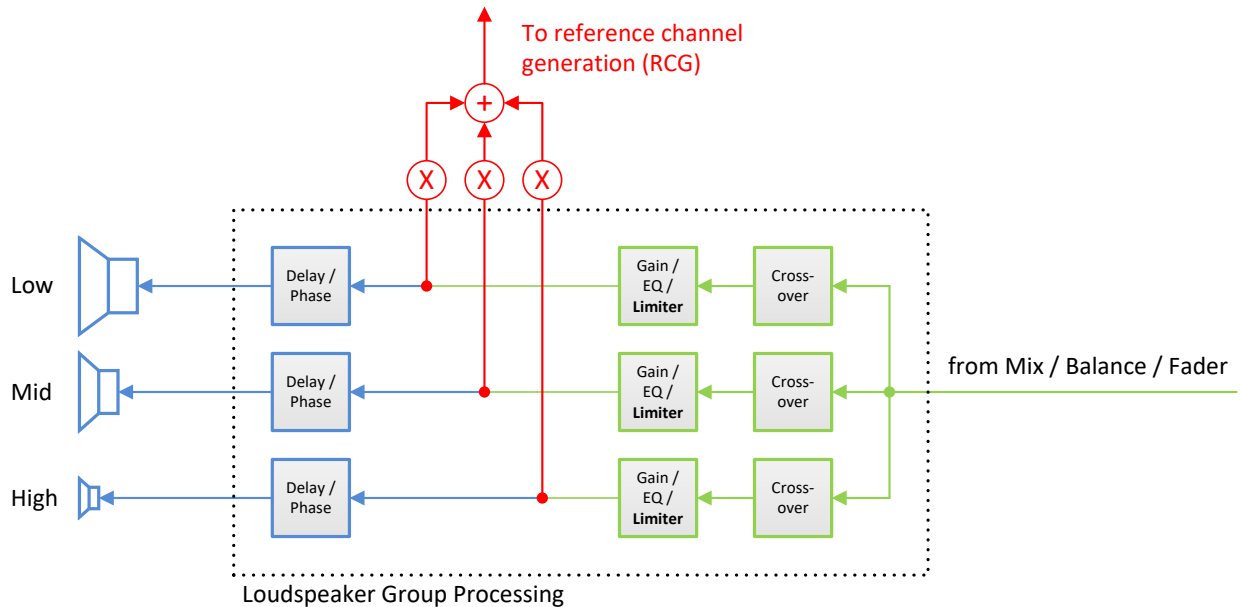 To reference channel
generation (RCG)
+
X X X
Low
Delay /
Phase
Gain /
EQ /
Limiter
Cross-
over
Mid
Delay /
Phase
Gain /
EQ /
Limiter
Cross-
over
from Mix / Balance / Fader
High
Delay /
Phase
Gain /
EQ /
Limiter
Cross-
over
Loudspeaker Group Processing